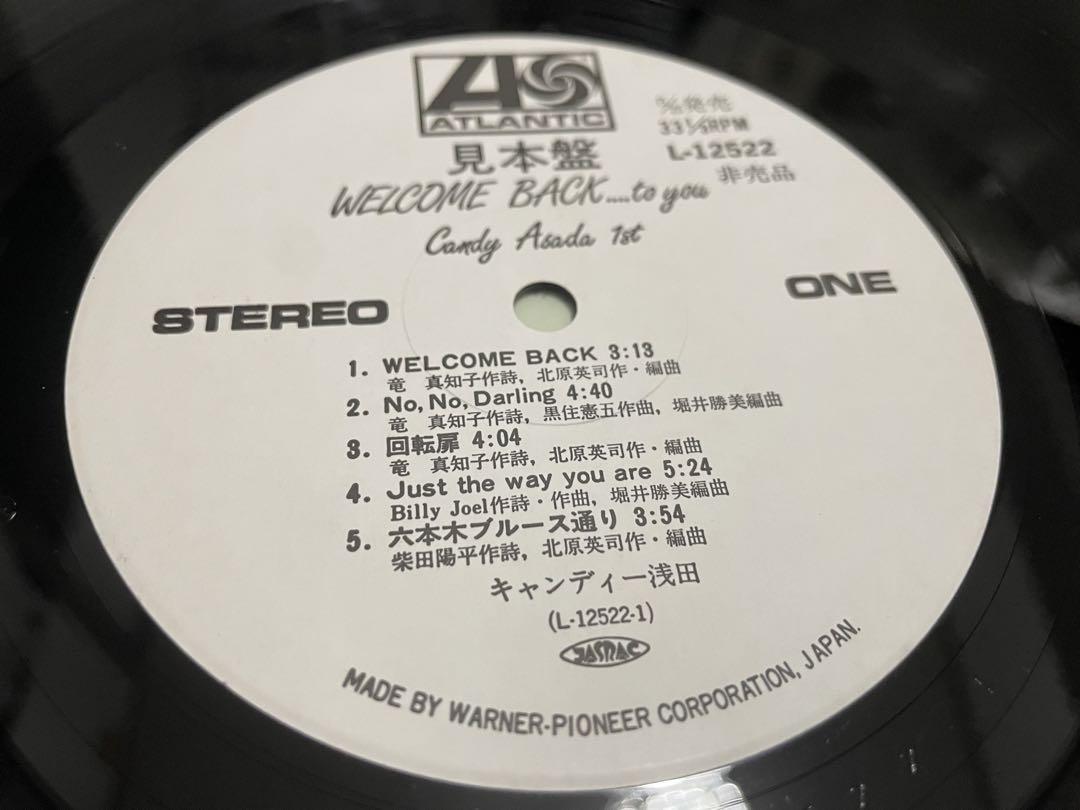 ATLANTIC
見本盤
発売
33 1/3 RPM
L-12522
非売品
WELCOME BACK....to you
Candy Asada 1st
STEREO
ONE
1. WELCOME BACK 3:13
竜 真知子作詩, 北原英司作・編曲
2. No, No, Darling 4:40
竜 真知子作詩, 黒住憲五作曲, 堀井勝美編曲
3. 回転扉 4:04
竜 真知子作詩, 北原英司作・編曲
4. Just the way you are 5:24
Billy Joel作詩・作曲, 堀井勝美編曲
5. 六本木ブルース通り 3:54
柴田陽平作詩, 北原英司作・編曲
キャンディー浅田
(L-12522-1)
JASRAC
MADE BY WARNER-PIONEER CORPORATION, JAPAN.